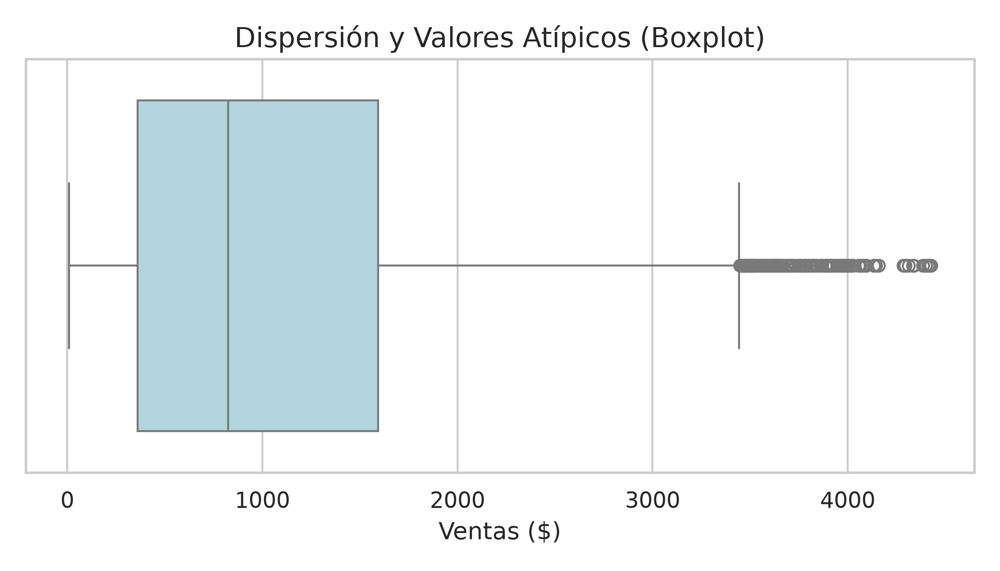 Dispersión y Valores Atípicos (Boxplot)
0 1000 2000 3000 4000
Ventas ($)